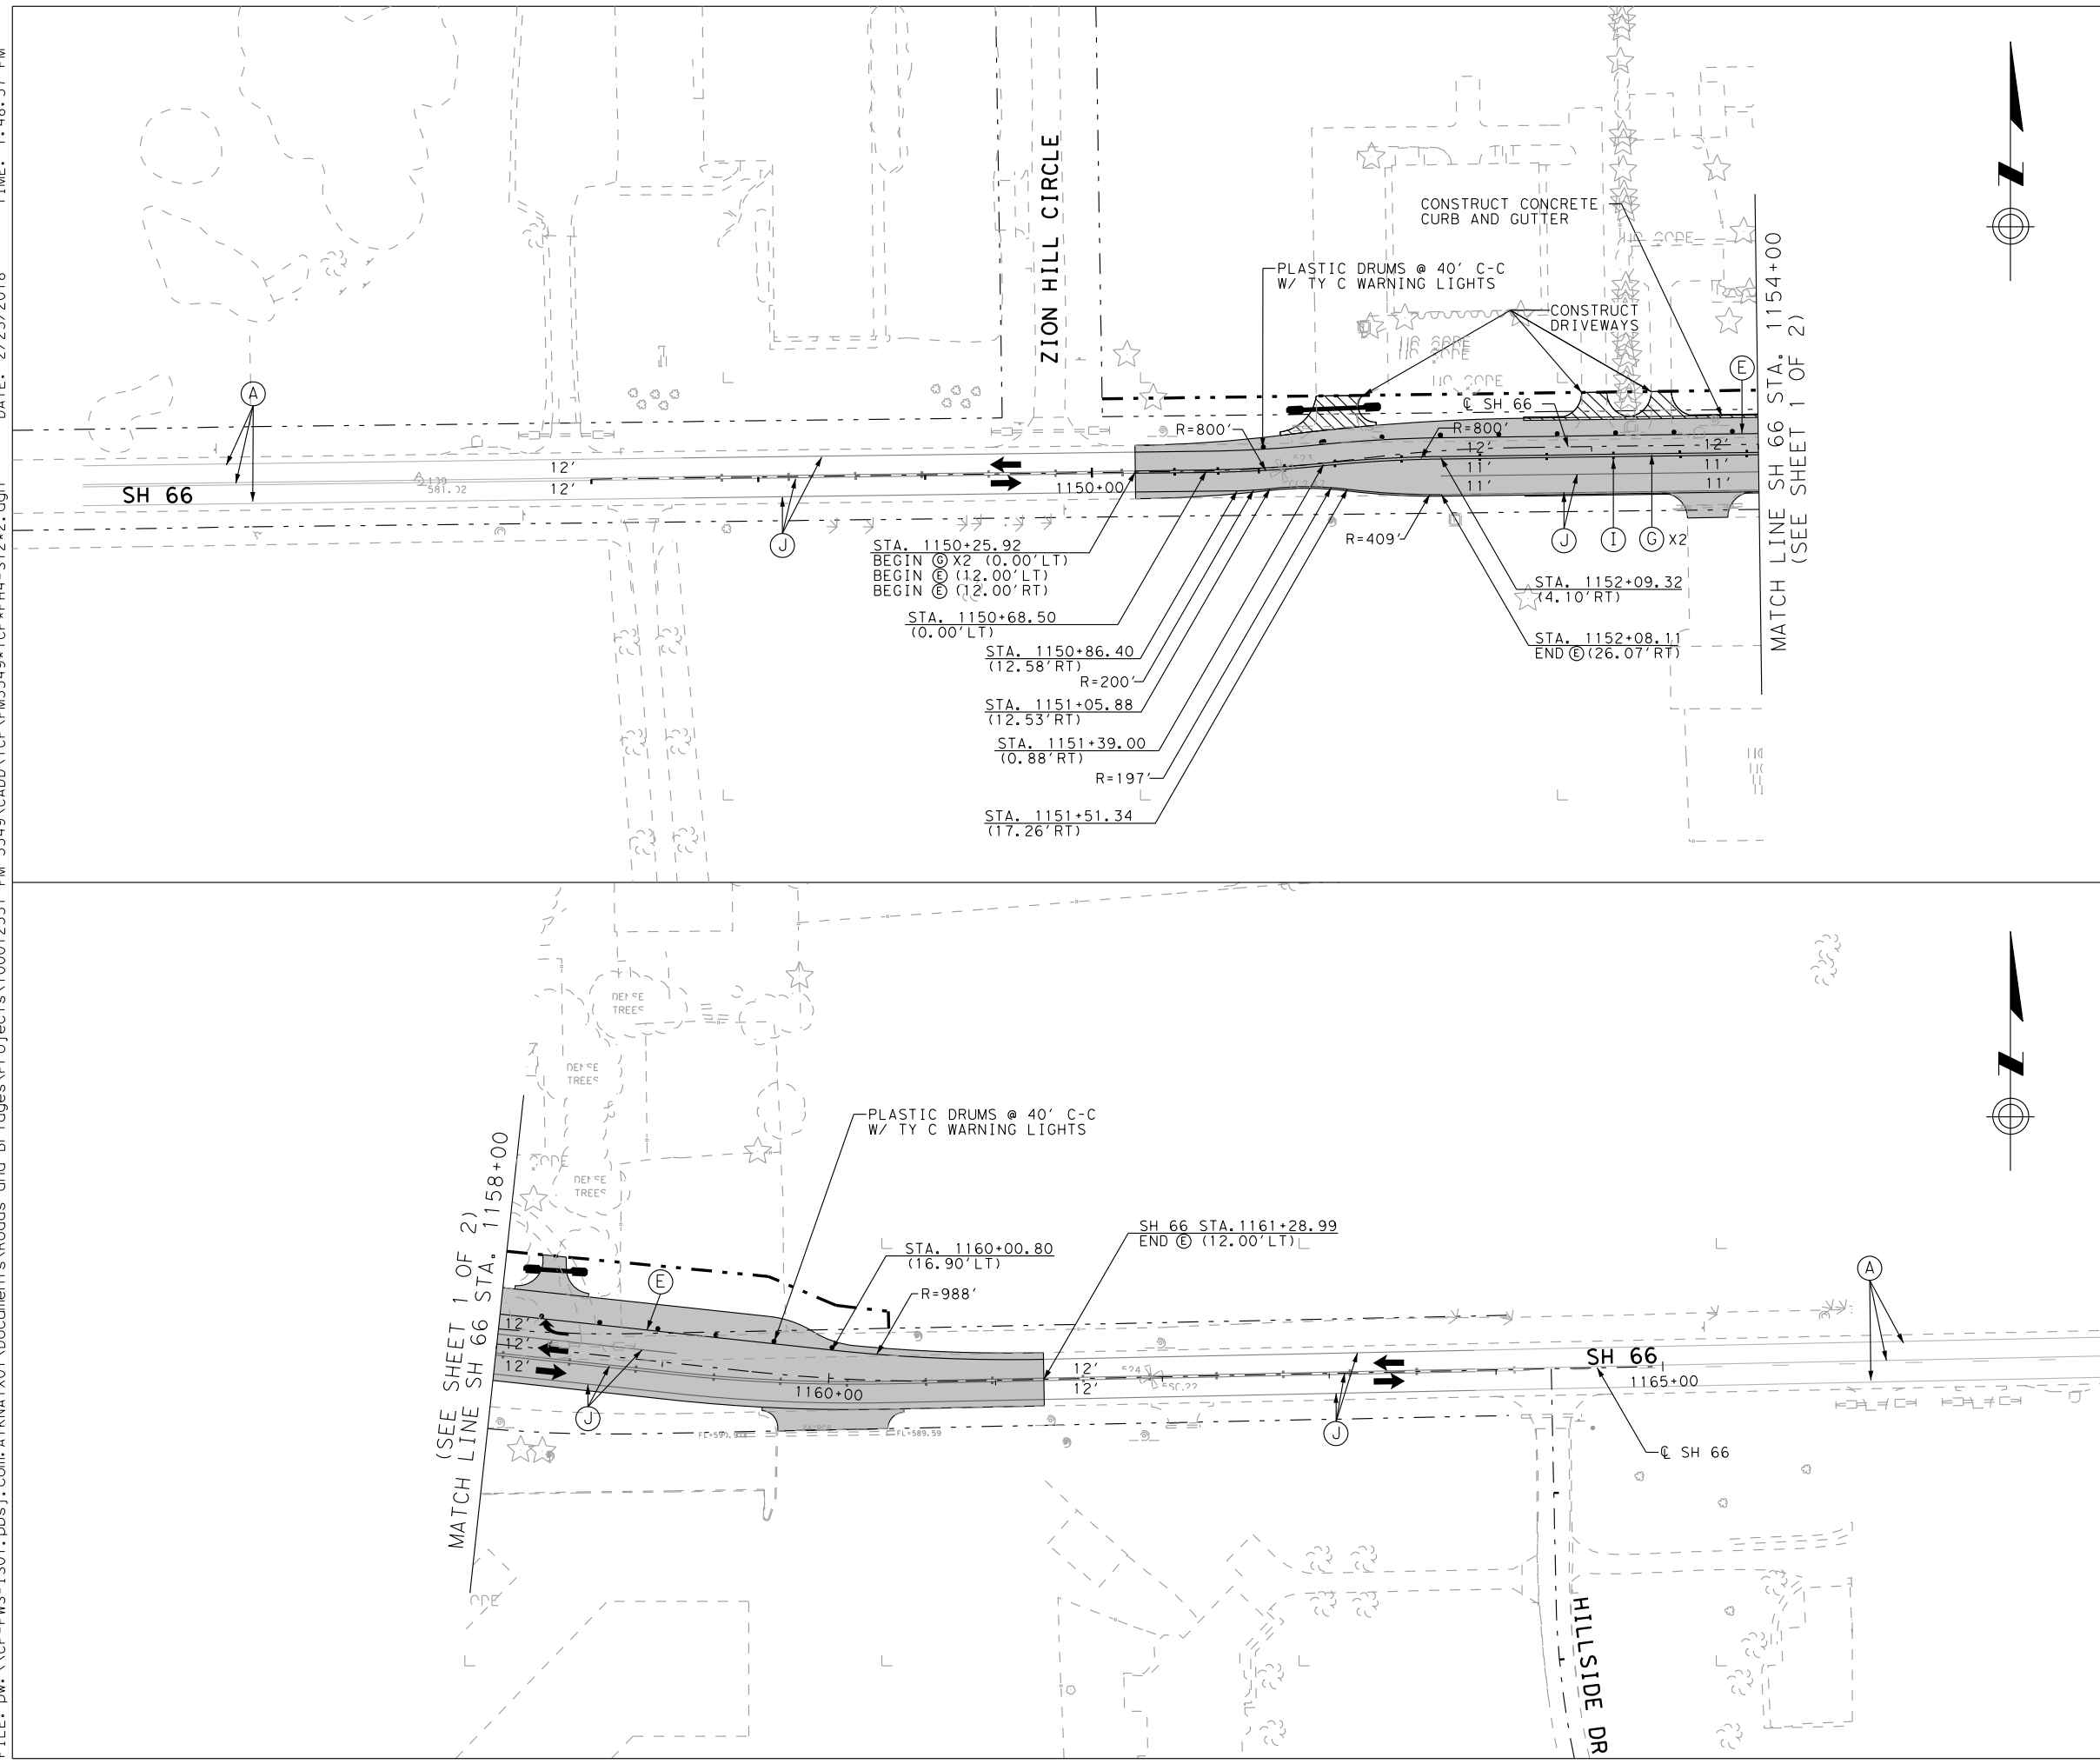 ZION HILL CIRCLE
CONSTRUCT CONCRETE
CURB AND GUTTER
PLASTIC DRUMS @ 40' C-C
W/ TY C WARNING LIGHTS
CONSTRUCT
DRIVEWAYS
MATCH LINE SH 66 STA. 1154+00
(SEE SHEET 1 OF 2)
A
E
℄ SH 66
R=800'
R=800'
12'
12'
12'
11'
11'
12'
11'
11'
SH 66
1150+00
J
J
I
G X2
R=409'
STA. 1150+25.92
BEGIN G X2 (0.00'LT)
BEGIN E (12.00'LT)
BEGIN E (12.00'RT)
STA. 1150+68.50
(0.00'LT)
STA. 1150+86.40
(12.58'RT)
R=200'
STA. 1151+05.88
(12.53'RT)
STA. 1151+39.00
(0.88'RT)
R=197'
STA. 1151+51.34
(17.26'RT)
STA. 1152+09.32
(4.10'RT)
STA. 1152+08.11
END E (26.07'RT)
N
DENSE
TREES
DENSE
TREES
DENSE
TREES
PLASTIC DRUMS @ 40' C-C
W/ TY C WARNING LIGHTS
(SEE SHEET 1 OF 2)
MATCH LINE SH 66 STA. 1158+00
STA. 1160+00.80
(16.90'LT)
R=988'
SH 66 STA.1161+28.99
END E (12.00'LT)
E
A
12'
12'
12'
12'
12'
1160+00
SH 66
1165+00
J
J
℄ SH 66
FL=589.59
HILLSIDE DR
N